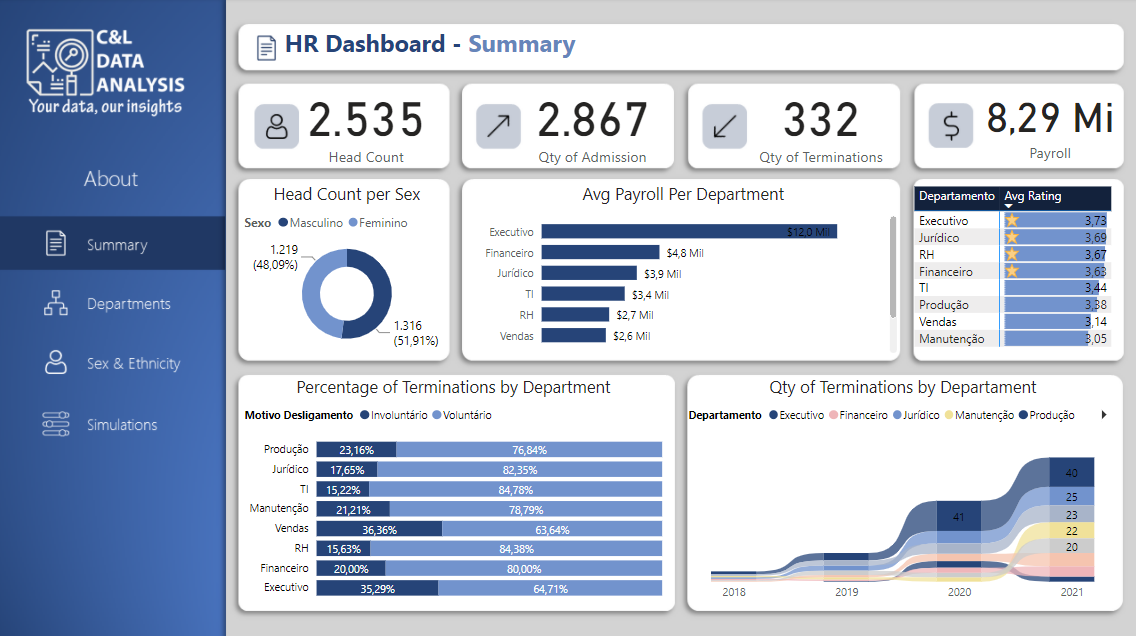 C&L
DATA
ANALYSIS
Your data, our insights
About
Summary
Departments
Sex & Ethnicity
Simulations
HR Dashboard - Summary
2.535
Head Count
2.867
Qty of Admission
332
Qty of Terminations
8,29 Mi
Payroll
Head Count per Sex
Sexo Masculino Feminino
1.219
(48,09%)
1.316
(51,91%)
Avg Payroll Per Department
Executivo $12,0 Mil
Financeiro $4,8 Mil
Jurídico $3,9 Mil
TI $3,4 Mil
RH $2,7 Mil
Vendas $2,6 Mil
Departamento Avg Rating
Executivo 3,73
Jurídico 3,69
RH 3,67
Financeiro 3,63
TI 3,44
Produção 3,38
Vendas 3,14
Manutenção 3,05
Percentage of Terminations by Department
Motivo Desligamento Involuntário Voluntário
Produção 23,16% 76,84%
Jurídico 17,65% 82,35%
TI 15,22% 84,78%
Manutenção 21,21% 78,79%
Vendas 36,36% 63,64%
RH 15,63% 84,38%
Financeiro 20,00% 80,00%
Executivo 35,29% 64,71%
Qty of Terminations by Departament
Departamento Executivo Financeiro Jurídico Manutenção Produção
40
25
41
23
22
20
2018 2019 2020 2021